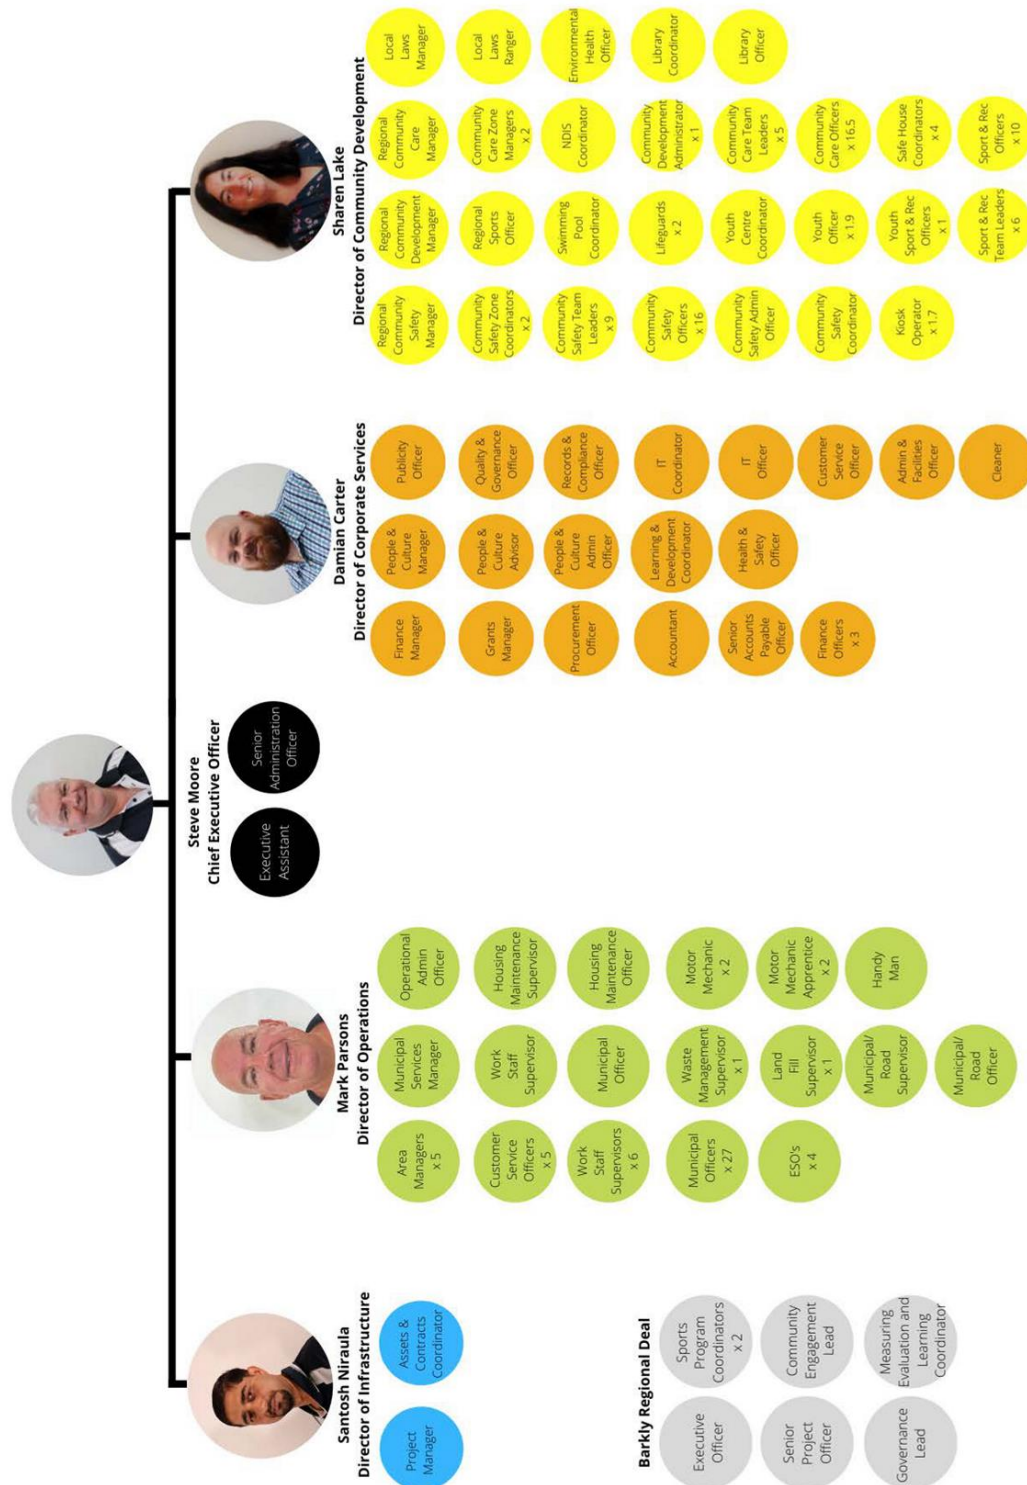 Steve Moore
Chief Executive Officer
Executive
Assistant
Senior
Administration
Officer
Santosh Niraula
Director of Infrastructure
Project
Manager
Assets &
Contracts
Coordinator
Barkly Regional Deal
Executive
Officer
Senior
Project
Officer
Governance
Lead
Sports
Program
Coordinators
x 2
Community
Engagement
Lead
Measuring
Evaluation and
Learning
Coordinator
Mark Parsons
Director of Operations
Area
Managers
x 5
Customer
Service
Officers
x 5
Work
Staff
Supervisors
x 6
Municipal
Officers
x 27
ESO's
x 4
Municipal
Services
Manager
Work
Staff
Supervisor
Municipal
Officer
Waste
Management
Supervisor
x 1
Land
Fill
Supervisor
x 1
Municipal/
Road
Supervisor
Municipal/
Road
Officer
Operational
Admin
Officer
Housing
Maintenance
Supervisor
Housing
Maintenance
Officer
Motor
Mechanic
x 2
Motor
Mechanic
Apprentice
x 2
Handy
Man
Damian Carter
Director of Corporate Services
Finance
Manager
Grants
Manager
Procurement
Officer
Accountant
Senior
Accounts
Payable
Officer
Finance
Officers
x 3
People &
Culture
Manager
People &
Culture
Advisor
People &
Culture
Admin
Officer
Learning &
Development
Coordinator
Health &
Safety
Officer
Publicity
Officer
Quality &
Governance
Officer
Records &
Compliance
Officer
IT
Coordinator
IT
Officer
Customer
Service
Officer
Admin &
Facilities
Officer
Cleaner
Sharen Lake
Director of Community Development
Regional
Community
Safety
Manager
Community
Safety Zone
Coordinators
x 2
Community
Safety Team
Leaders
x 9
Community
Safety
Officers
x 16
Community
Safety Admin
Officer
Community
Safety
Coordinator
Kiosk
Operator
x 1.7
Regional
Community
Development
Manager
Regional
Sports
Officer
Swimming
Pool
Coordinator
Lifeguards
x 2
Youth
Centre
Coordinator
Youth
Officer
x 1.9
Youth
Sport & Rec
Officers
x 1
Sport & Rec
Team Leaders
x 6
Regional
Community
Care
Manager
Community
Care Zone
Managers
x 2
NDIS
Coordinator
Community
Development
Administrator
x 1
Community
Care Team
Leaders
x 5
Community
Care Officers
x 16.5
Safe House
Coordinators
x 4
Sport & Rec
Officers
x 10
Local
Laws
Manager
Local
Laws
Ranger
Environmental
Health
Officer
Library
Coordinator
Library
Officer